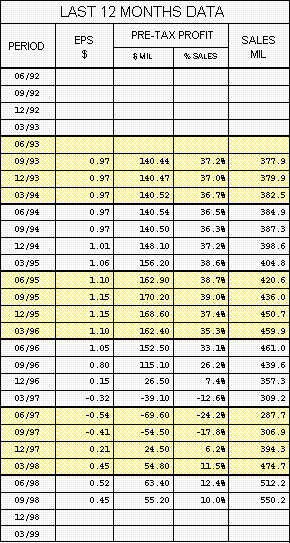 LAST 12 MONTHS DATA
PERIOD EPS $ PRE-TAX PROFIT SALES MIL
$ MIL % SALES
06/92
09/92
12/92
03/93
06/93
09/93 0.97 140.44 37.2% 377.9
12/93 0.97 140.47 37.0% 379.9
03/94 0.97 140.52 36.7% 382.5
06/94 0.97 140.54 36.5% 384.9
09/94 0.97 140.50 36.3% 387.3
12/94 1.01 148.10 37.2% 398.6
03/95 1.06 156.20 38.6% 404.8
06/95 1.10 162.90 38.7% 420.6
09/95 1.15 170.20 39.0% 436.0
12/95 1.15 168.60 37.4% 450.7
03/96 1.10 162.40 35.3% 459.9
06/96 1.05 152.50 33.1% 461.0
09/96 0.80 115.10 26.2% 439.6
12/96 0.15 26.50 7.4% 357.3
03/97 -0.32 -39.10 -12.6% 309.2
06/97 -0.54 -69.60 -24.2% 287.7
09/97 -0.41 -54.50 -17.8% 306.9
12/97 0.21 24.50 6.2% 394.3
03/98 0.45 54.80 11.5% 474.7
06/98 0.52 63.40 12.4% 512.2
09/98 0.45 55.20 10.0% 550.2
12/98
03/99